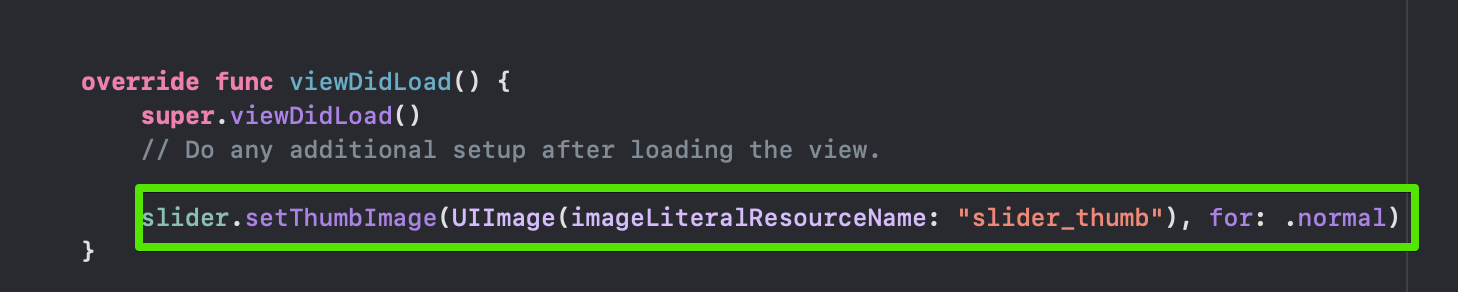 override func viewDidLoad() {
super.viewDidLoad()
// Do any additional setup after loading the view.
slider.setThumbImage(UIImage(imageLiteralResourceName: "slider_thumb"), for: .normal)
}